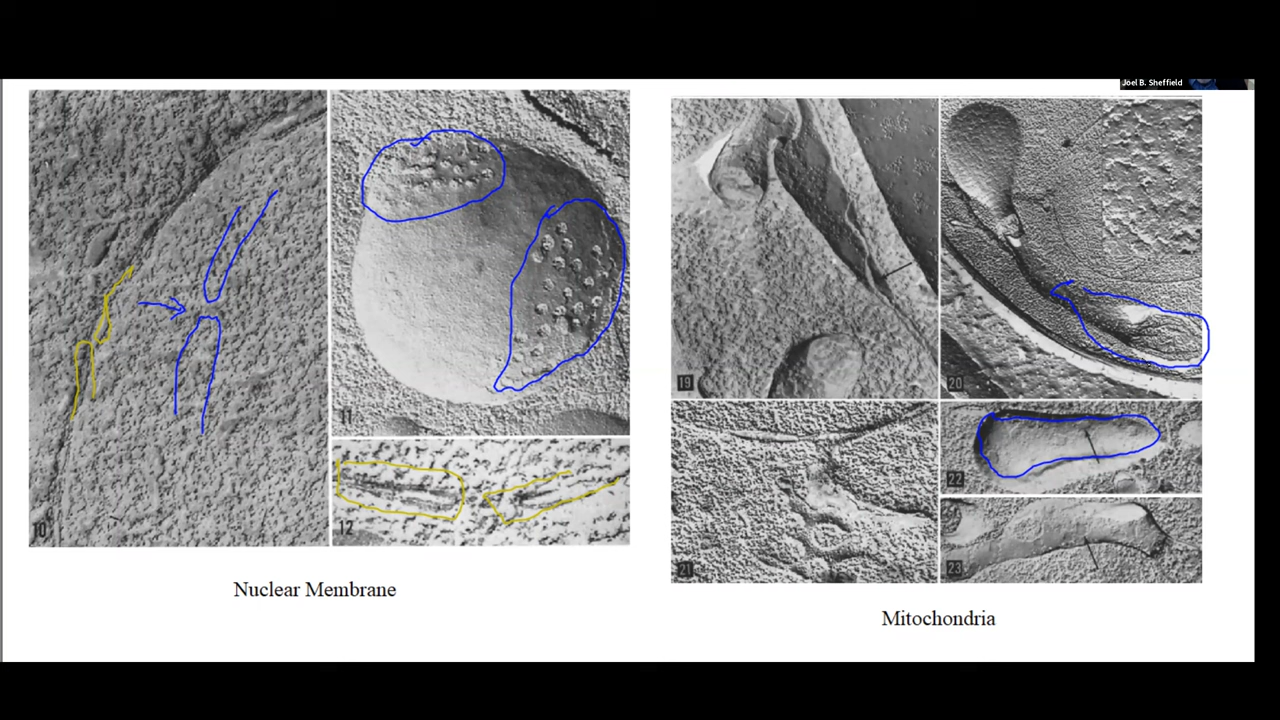 Joel B. Sheffield
10
11
12
Nuclear Membrane
19
20
21
22
23
Mitochondria